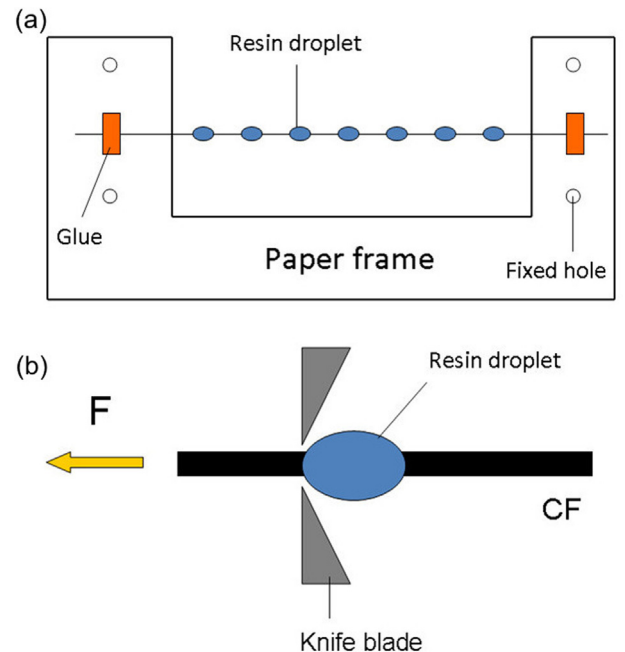 (a)
Resin droplet
Glue
Paper frame
Fixed hole
(b)
Resin droplet
F
CF
Knife blade